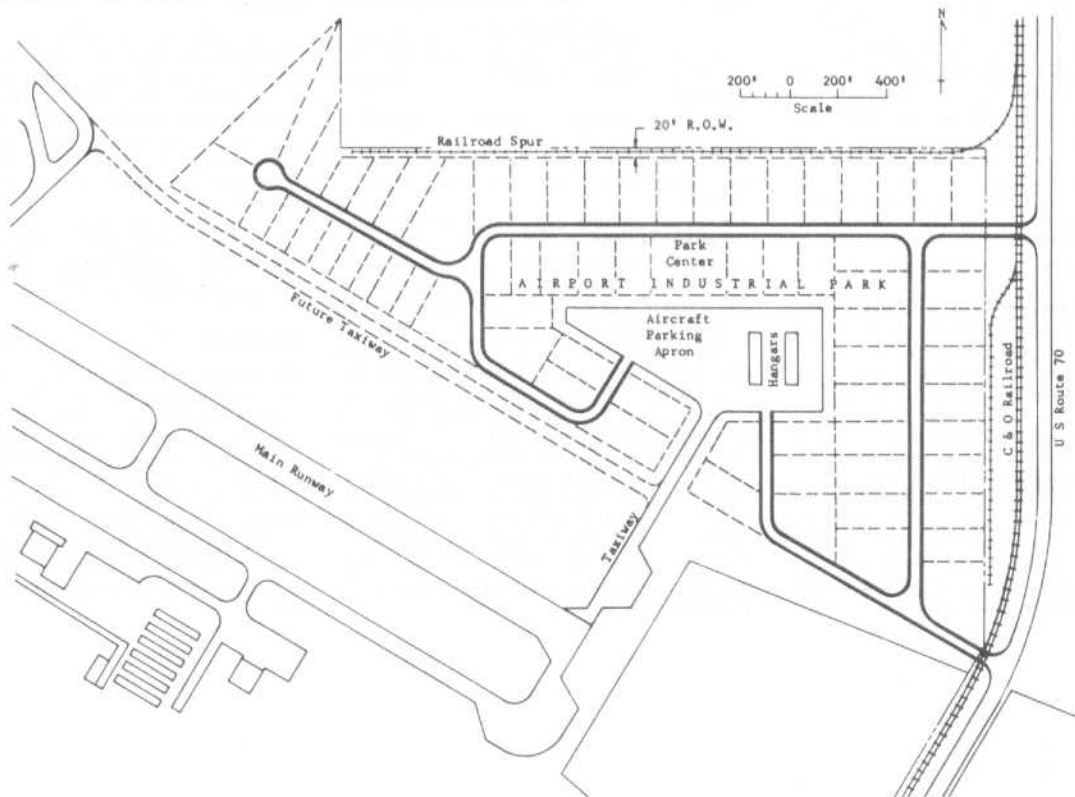 N
200' 0 200' 400'
Scale
20' R.O.W.
Railroad Spur
Park
Center
AIRPORT INDUSTRIAL PARK
Aircraft
Parking
Apron
Hangars
Future Taxiway
C & O Railroad
U S Route 70
Main Runway
Taxiway